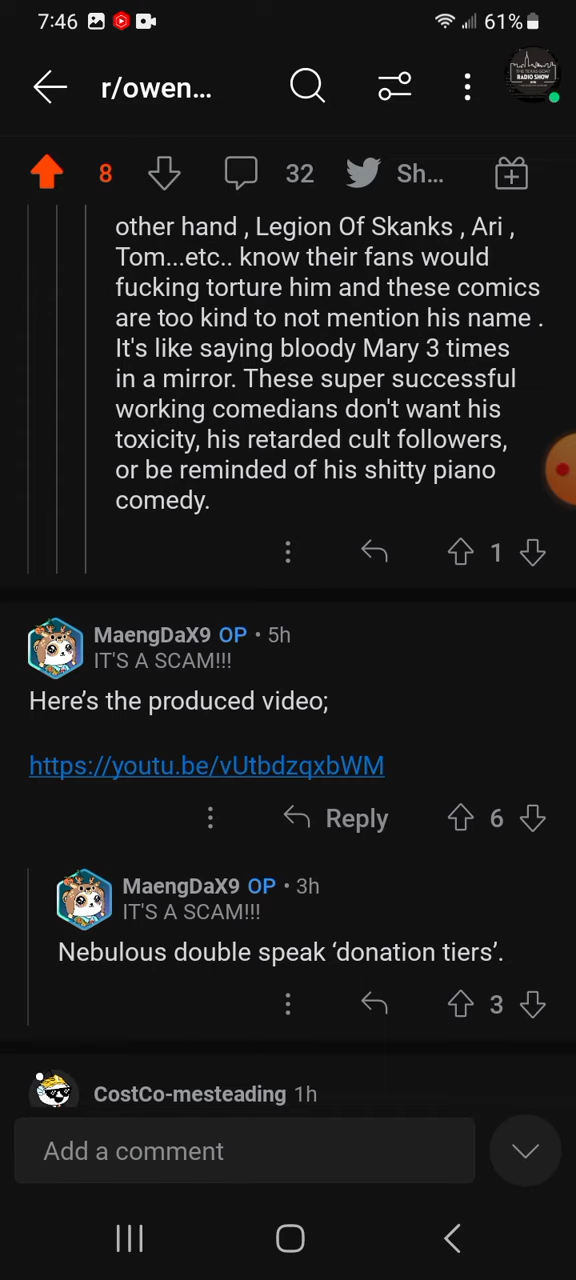 7:46
61%
r/owen...
THE TEXAS GOAT
RADIO SHOW
8
32
Sh...
other hand , Legion Of Skanks , Ari ,
Tom...etc.. know their fans would
fucking torture him and these comics
are too kind to not mention his name .
It's like saying bloody Mary 3 times
in a mirror. These super successful
working comedians don't want his
toxicity, his retarded cult followers,
or be reminded of his shitty piano
comedy.
1
MaengDaX9 OP • 5h
IT'S A SCAM!!!
Here’s the produced video;
https://youtu.be/vUtbdzqxbWM
Reply
6
MaengDaX9 OP • 3h
IT'S A SCAM!!!
Nebulous double speak ‘donation tiers’.
3
CostCo-mesteading 1h
Add a comment